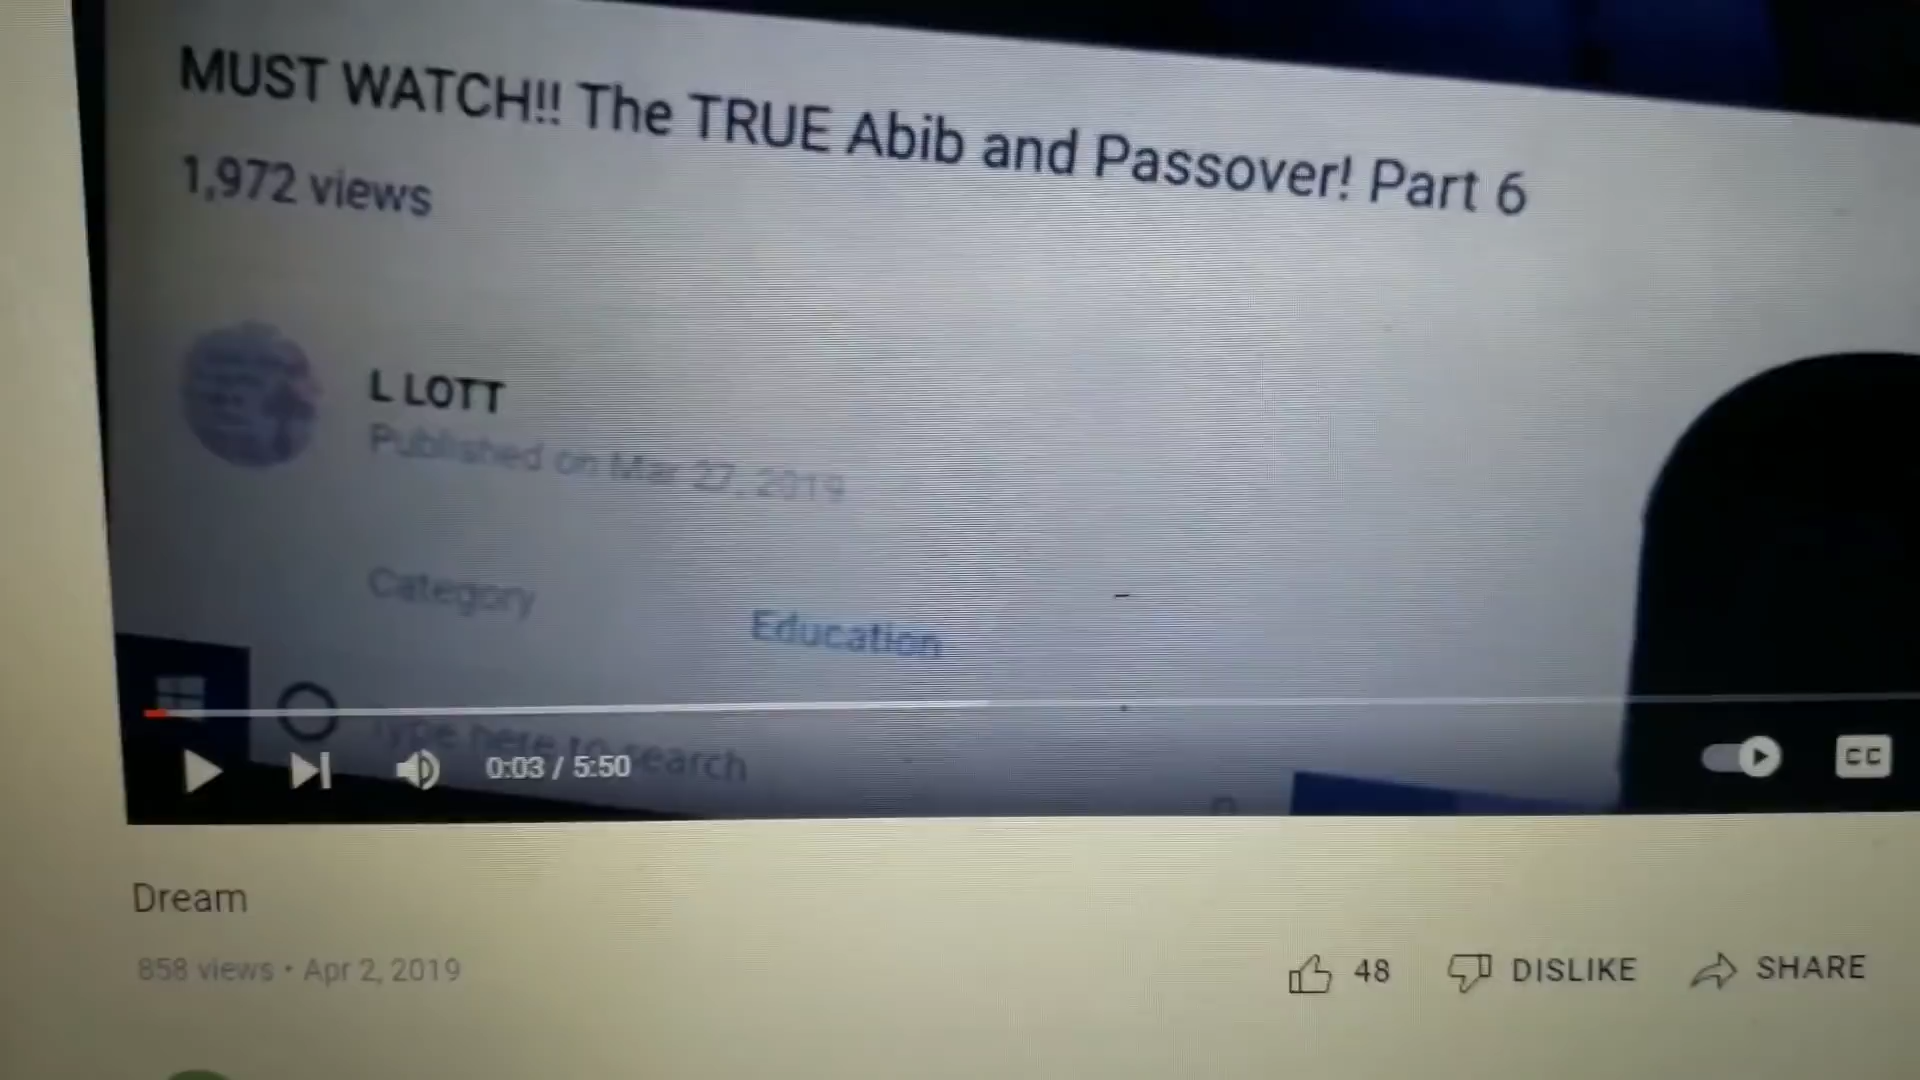 MUST WATCH!! The TRUE Abib and Passover! Part 6
1,972 views
L LOTT
Published on Mar 27, 2019
Category
Education
Type here to search
0:03 / 5:50
CC
Dream
858 views • Apr 2, 2019
48
DISLIKE
SHARE